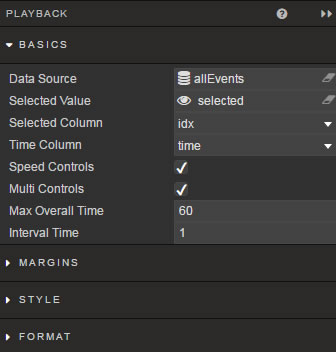 PLAYBACK
BASICS
Data Source allEvents
Selected Value selected
Selected Column idx
Time Column time
Speed Controls
Multi Controls
Max Overall Time 60
Interval Time 1
MARGINS
STYLE
FORMAT